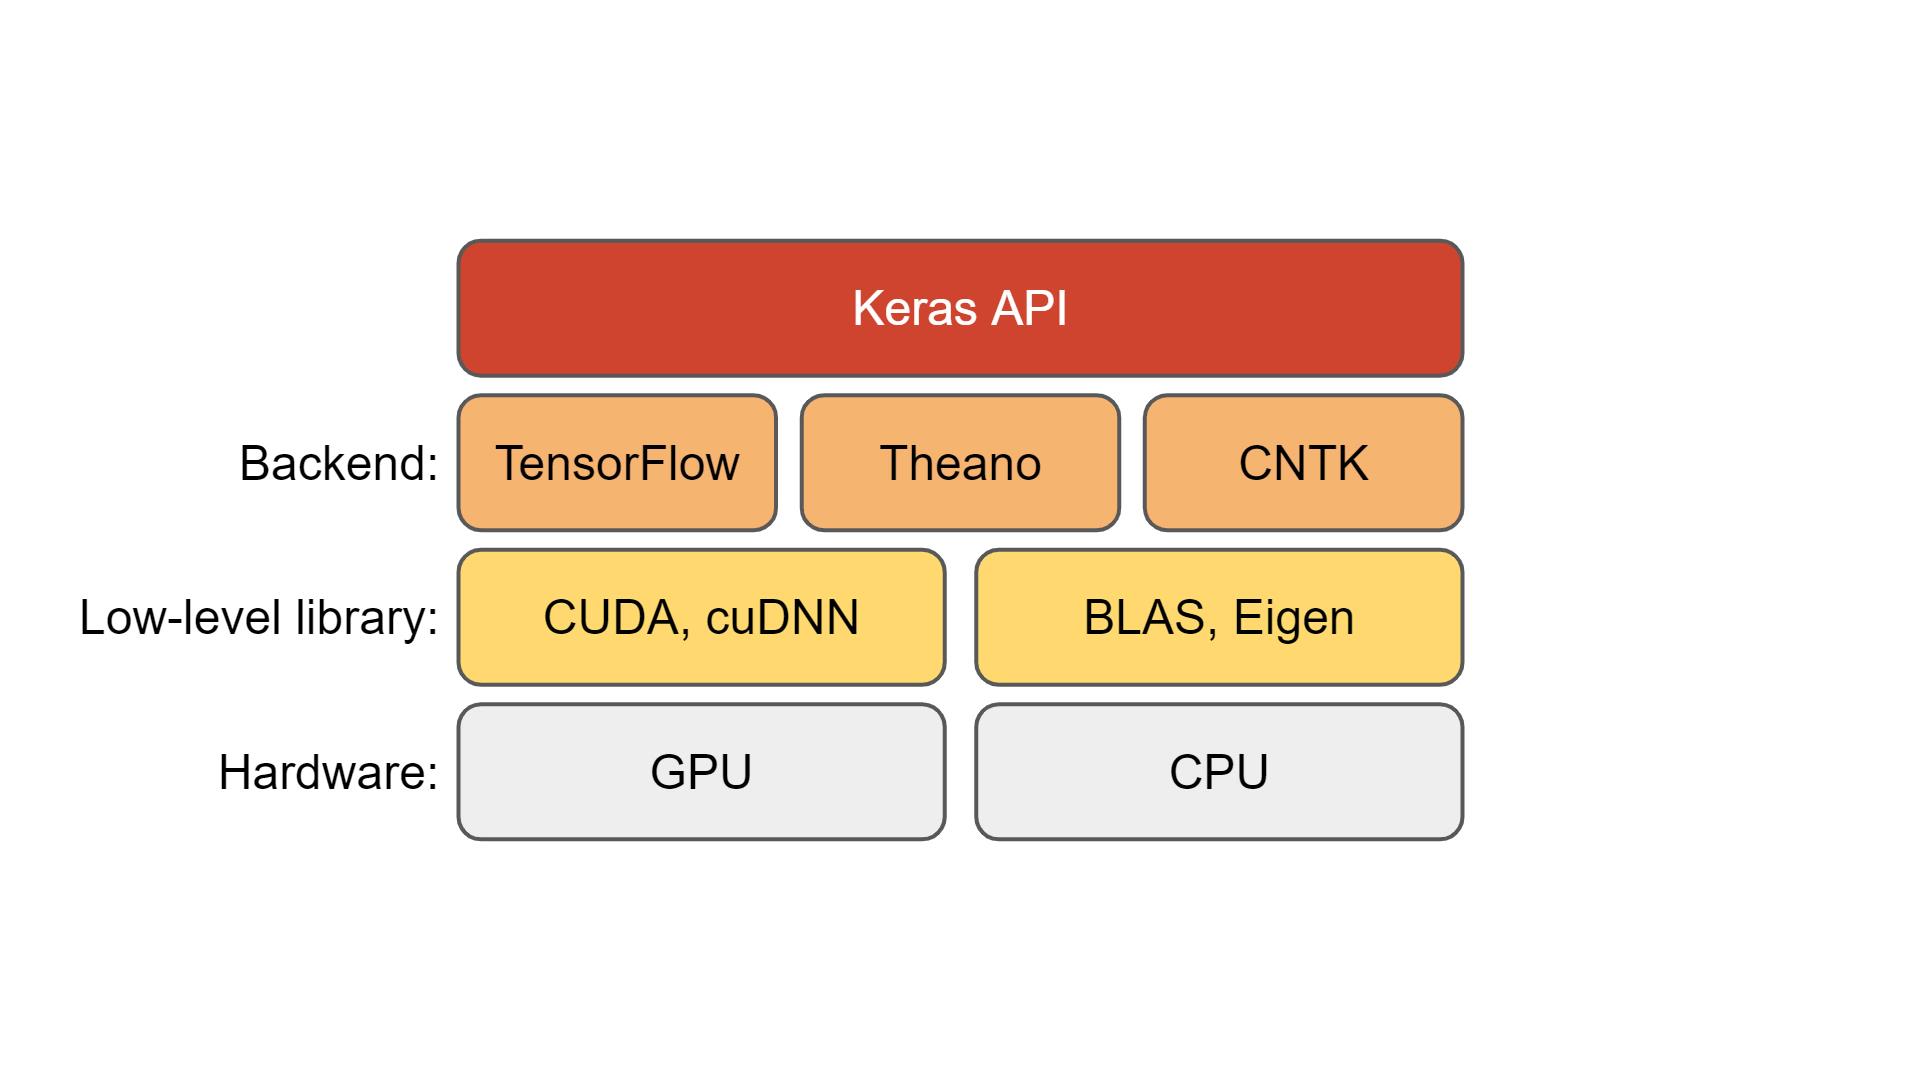 Keras API
Backend: TensorFlow Theano CNTK
Low-level library: CUDA, cuDNN BLAS, Eigen
Hardware: GPU CPU